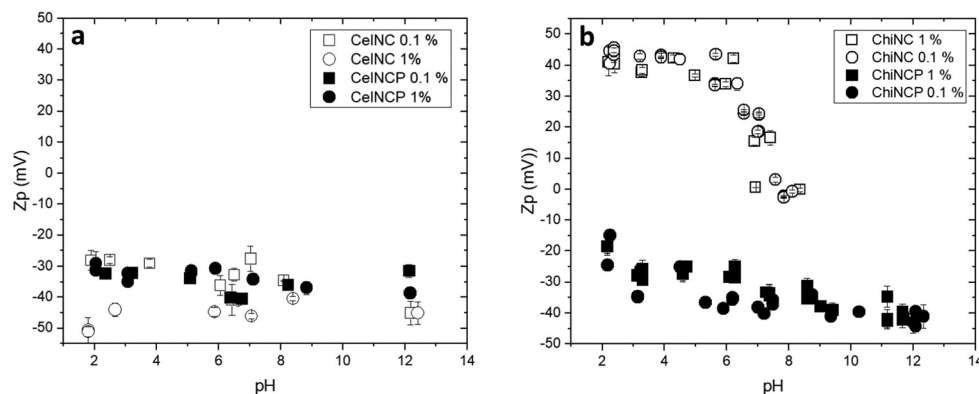 a
CelNC 0.1 %
CelNC 1%
CelNCP 0.1 %
CelNCP 1%
50
40
30
20
10
0
-10
-20
-30
-40
-50
Zp (mV)
2
4
6
8
10
12
14
pH
b
ChiNC 1 %
ChiNC 0.1 %
ChiNCP 1 %
ChiNCP 0.1 %
50
40
30
20
10
0
-10
-20
-30
-40
-50
Zp (mV))
0
2
4
6
8
10
12
14
pH